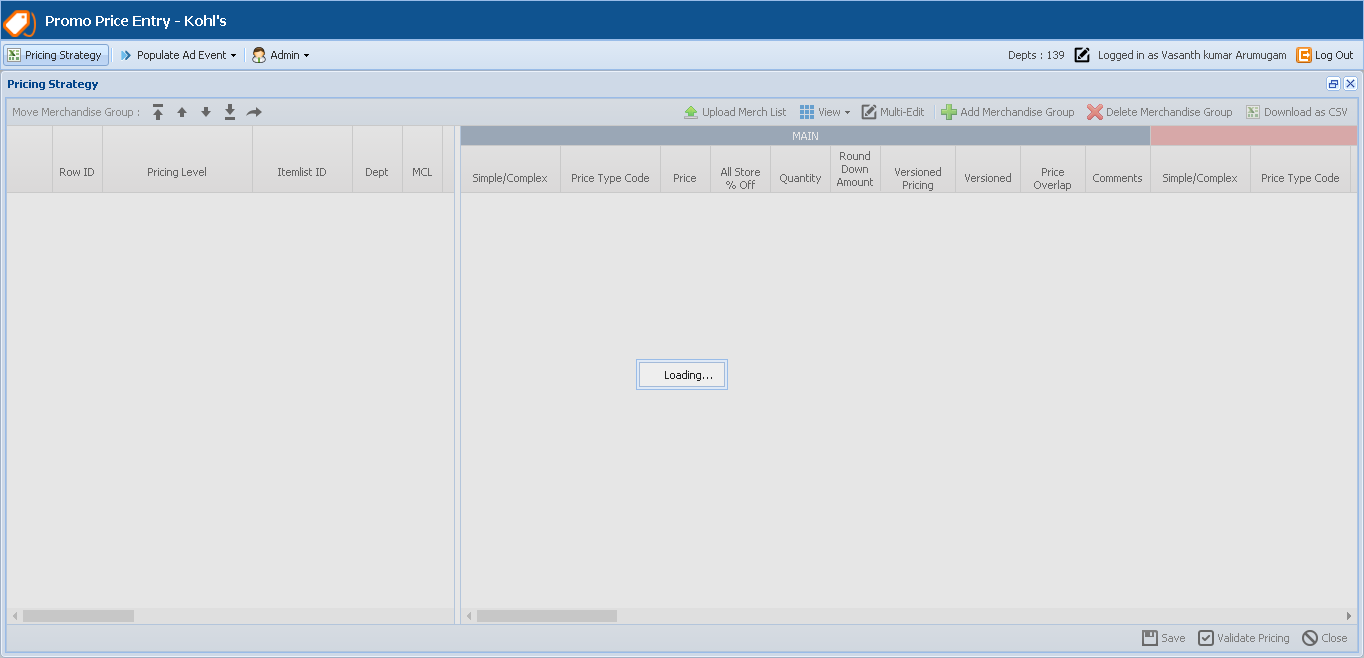 Promo Price Entry - Kohl's
Pricing Strategy Populate Ad Event Admin Depts : 139 Logged in as Vasanth kumar Arumugam Log Out
Pricing Strategy
Move Merchandise Group : Upload Merch List View Multi-Edit Add Merchandise Group Delete Merchandise Group Download as CSV
MAIN
Row ID
Pricing Level
Itemlist ID
Dept
MCL
Simple/Complex
Price Type Code
Price
All Store
% Off
Quantity
Round
Down
Amount
Versioned
Pricing
Versioned
Price
Overlap
Comments
Simple/Complex
Price Type Code
Loading...
Save Validate Pricing Close